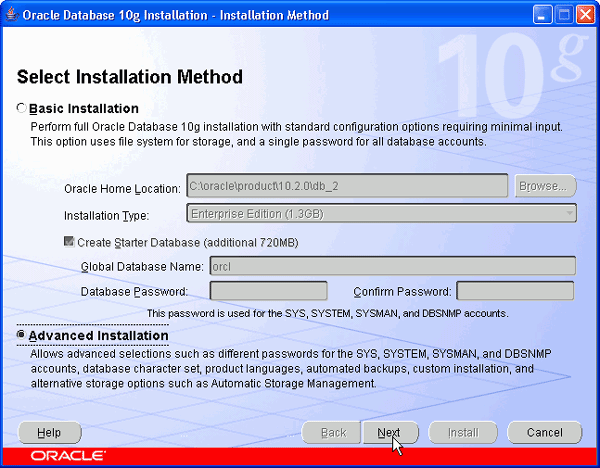 Oracle Database 10g Installation - Installation Method
10g
Select Installation Method
Basic Installation
Perform full Oracle Database 10g installation with standard configuration options requiring minimal input.
This option uses file system for storage, and a single password for all database accounts.
Oracle Home Location: C:\oracle\product\10.2.0\db_2 Browse...
Installation Type: Enterprise Edition (1.3GB)
Create Starter Database (additional 720MB)
Global Database Name: orcl
Database Password: Confirm Password:
This password is used for the SYS, SYSTEM, SYSMAN, and DBSNMP accounts.
Advanced Installation
Allows advanced selections such as different passwords for the SYS, SYSTEM, SYSMAN, and DBSNMP
accounts, database character set, product languages, automated backups, custom installation, and
alternative storage options such as Automatic Storage Management.
Help Back Next Install Cancel
ORACLE